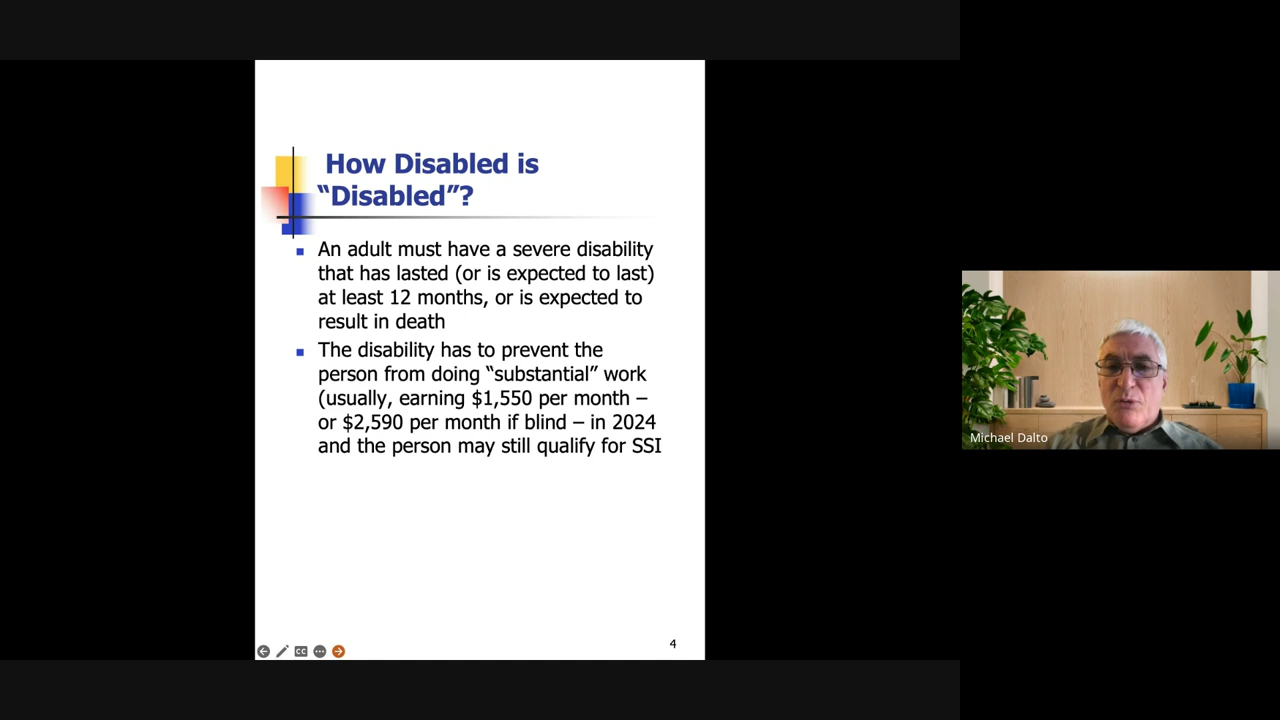 How Disabled is
“Disabled”?
An adult must have a severe disability
that has lasted (or is expected to last)
at least 12 months, or is expected to
result in death
The disability has to prevent the
person from doing “substantial” work
(usually, earning $1,550 per month –
or $2,590 per month if blind – in 2024
and the person may still qualify for SSI
4
CC
Michael Dalto